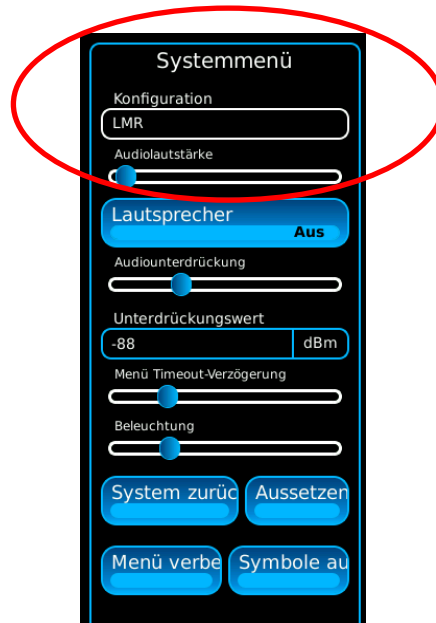 Systemmenü
Konfiguration
LMR
Audiolautstärke
Lautsprecher
Aus
Audiounterdrückung
Unterdrückungswert
-88 dBm
Menü Timeout-Verzögerung
Beleuchtung
System zurüc Aussetzen
Menü verbe Symbole au